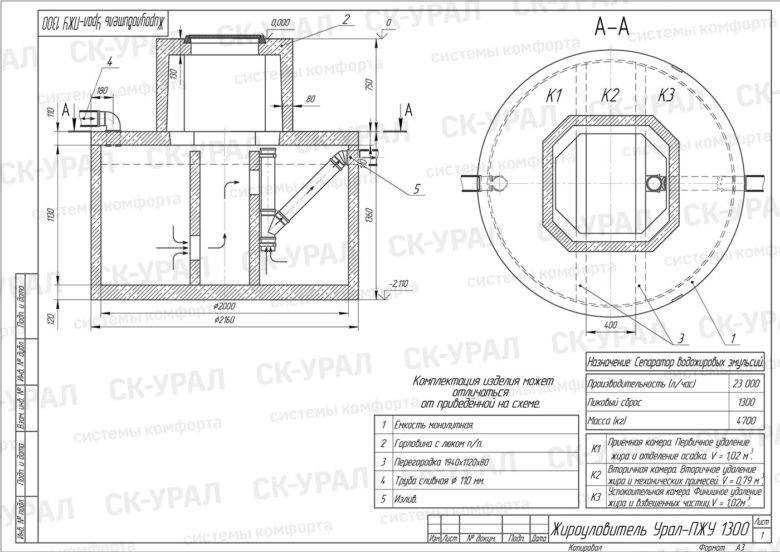 Жироуловитель Урал-ПЖУ 1300
А-А
0,000
2
0
4
180
130
80
750
110
А
А
К1
К2
К3
90
5
1130
1360
-2.110
120
ø2000
ø2160
400
3
1
Комплектация изделия может
отличаться
от приведённой на схеме.
1 Емкость монолитная.
2 Горловина с люком п/п.
3 Перегородка 1940х1120х80
4 Труба сливная ø 110 мм.
5 Излив.
Назначение Сепаратор водожировых эмульсий
Производительность (л/час) 23 000
Пиковый сброс 1300
Масса (кг) 4700
К1 Приемная камера. Первичное удаление
жира и отделение осадка. V = 1,02 м³.
К2 Вторичная камера. Вторичное удаление
жира и механических примесей. V = 0,79 м³.
К3 Успокоительная камера. Финишное удаление
жира и взвешенных частиц. V = 1,02м³.
Изм. Лист № докум. Подп. Дата
Жироуловитель Урал-ПЖУ 1300
Лист
1
Копировал Формат А3
Подп. и дата
Инв. № дубл.
Взам. инв. №
Подп. и дата
Инв. № подл.
СК-УРАЛ
системы комфорта